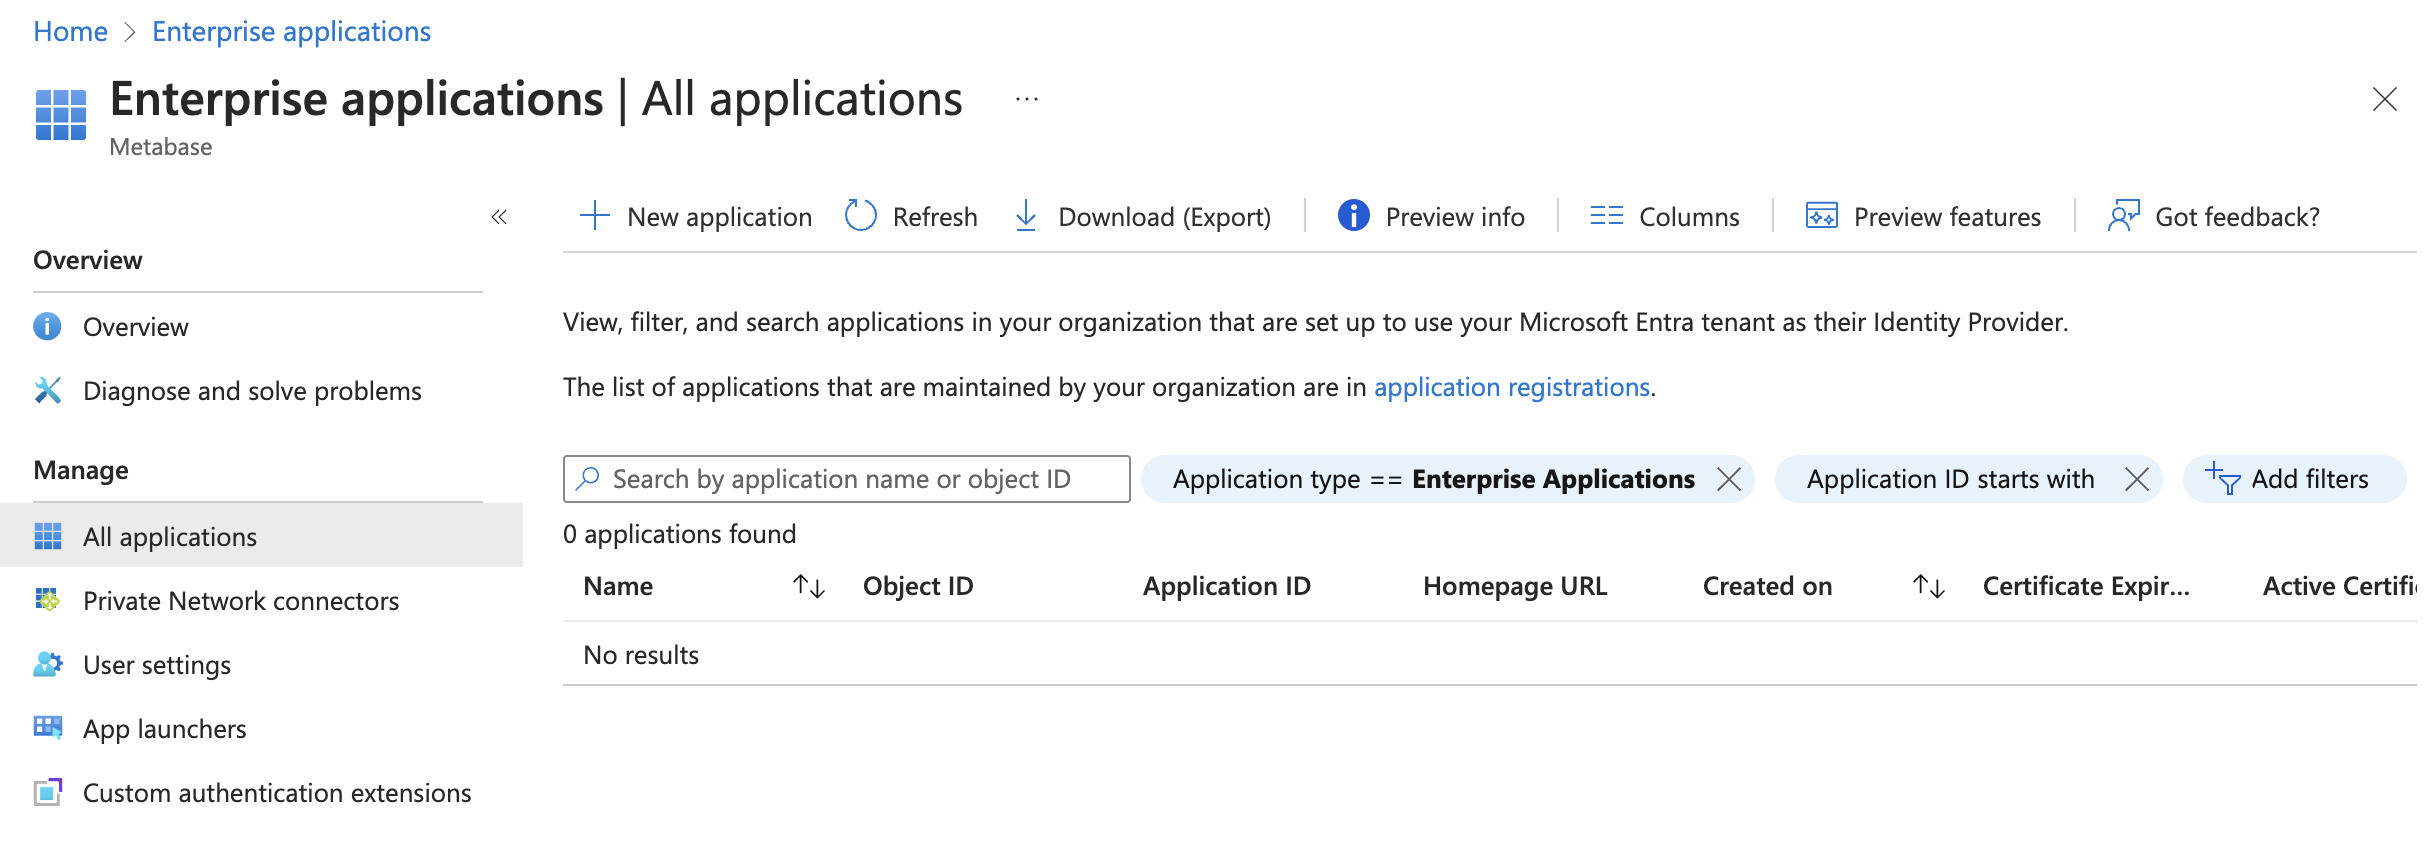 Home > Enterprise applications
Enterprise applications | All applications ...
Metabase
«
New application Refresh Download (Export) Preview info Columns Preview features Got feedback?
Overview
Overview
Diagnose and solve problems
Manage
All applications
Private Network connectors
User settings
App launchers
Custom authentication extensions
View, filter, and search applications in your organization that are set up to use your Microsoft Entra tenant as their Identity Provider.
The list of applications that are maintained by your organization are in application registrations.
Search by application name or object ID Application type == Enterprise Applications Application ID starts with Add filters
0 applications found
Name Object ID Application ID Homepage URL Created on Certificate Expir... Active Certifi
No results